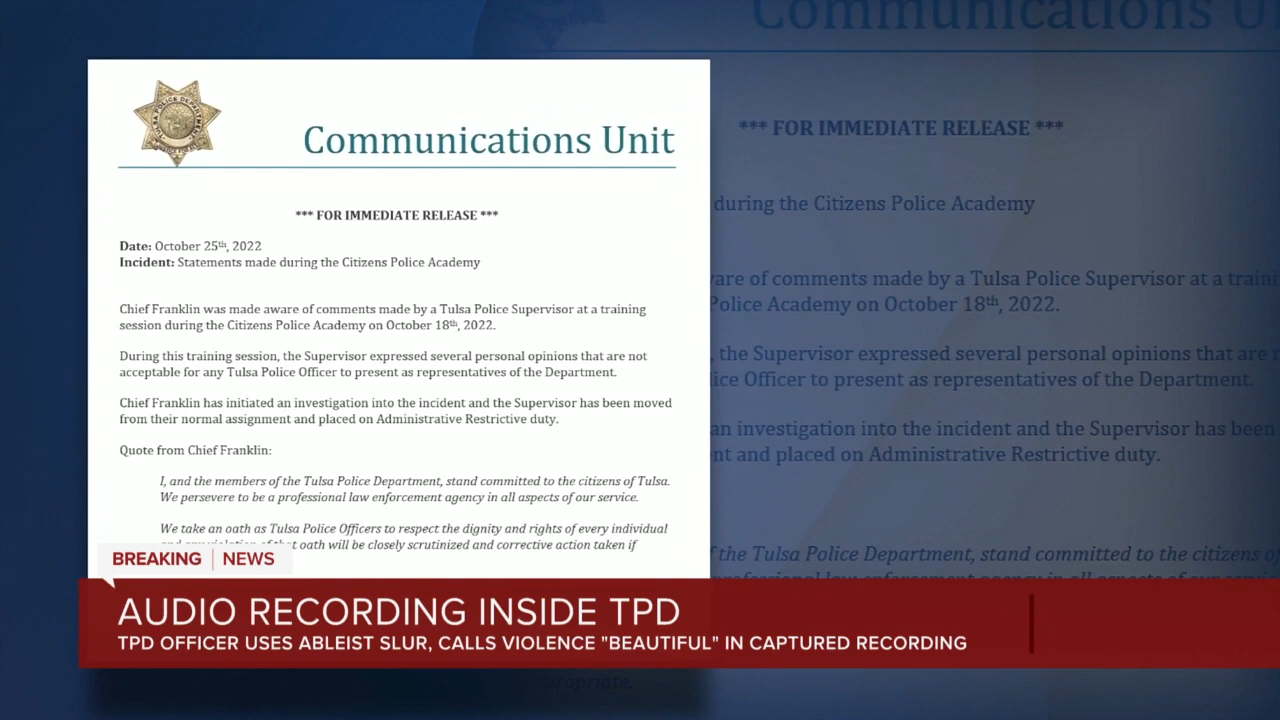 Communications Unit
*** FOR IMMEDIATE RELEASE ***
Date: October 25th, 2022
Incident: Statements made during the Citizens Police Academy
Chief Franklin was made aware of comments made by a Tulsa Police Supervisor at a training
session during the Citizens Police Academy on October 18th, 2022.
During this training session, the Supervisor expressed several personal opinions that are not
acceptable for any Tulsa Police Officer to present as representatives of the Department.
Chief Franklin has initiated an investigation into the incident and the Supervisor has been moved
from their normal assignment and placed on Administrative Restrictive duty.
Quote from Chief Franklin:
I, and the members of the Tulsa Police Department, stand committed to the citizens of Tulsa.
We persevere to be a professional law enforcement agency in all aspects of our service.
We take an oath as Tulsa Police Officers to respect the dignity and rights of every individual
and any violation of that oath will be closely scrutinized and corrective action taken if
BREAKING | NEWS
AUDIO RECORDING INSIDE TPD
TPD OFFICER USES ABLEIST SLUR, CALLS VIOLENCE "BEAUTIFUL" IN CAPTURED RECORDING
Communications U
*** FOR IMMEDIATE RELEASE ***
during the Citizens Police Academy
are of comments made by a Tulsa Police Supervisor at a traini
Police Academy on October 18th, 2022.
, the Supervisor expressed several personal opinions that are
lice Officer to present as representatives of the Department.
an investigation into the incident and the Supervisor has been
nt and placed on Administrative Restrictive duty.
f the Tulsa Police Department, stand committed to the citizens o